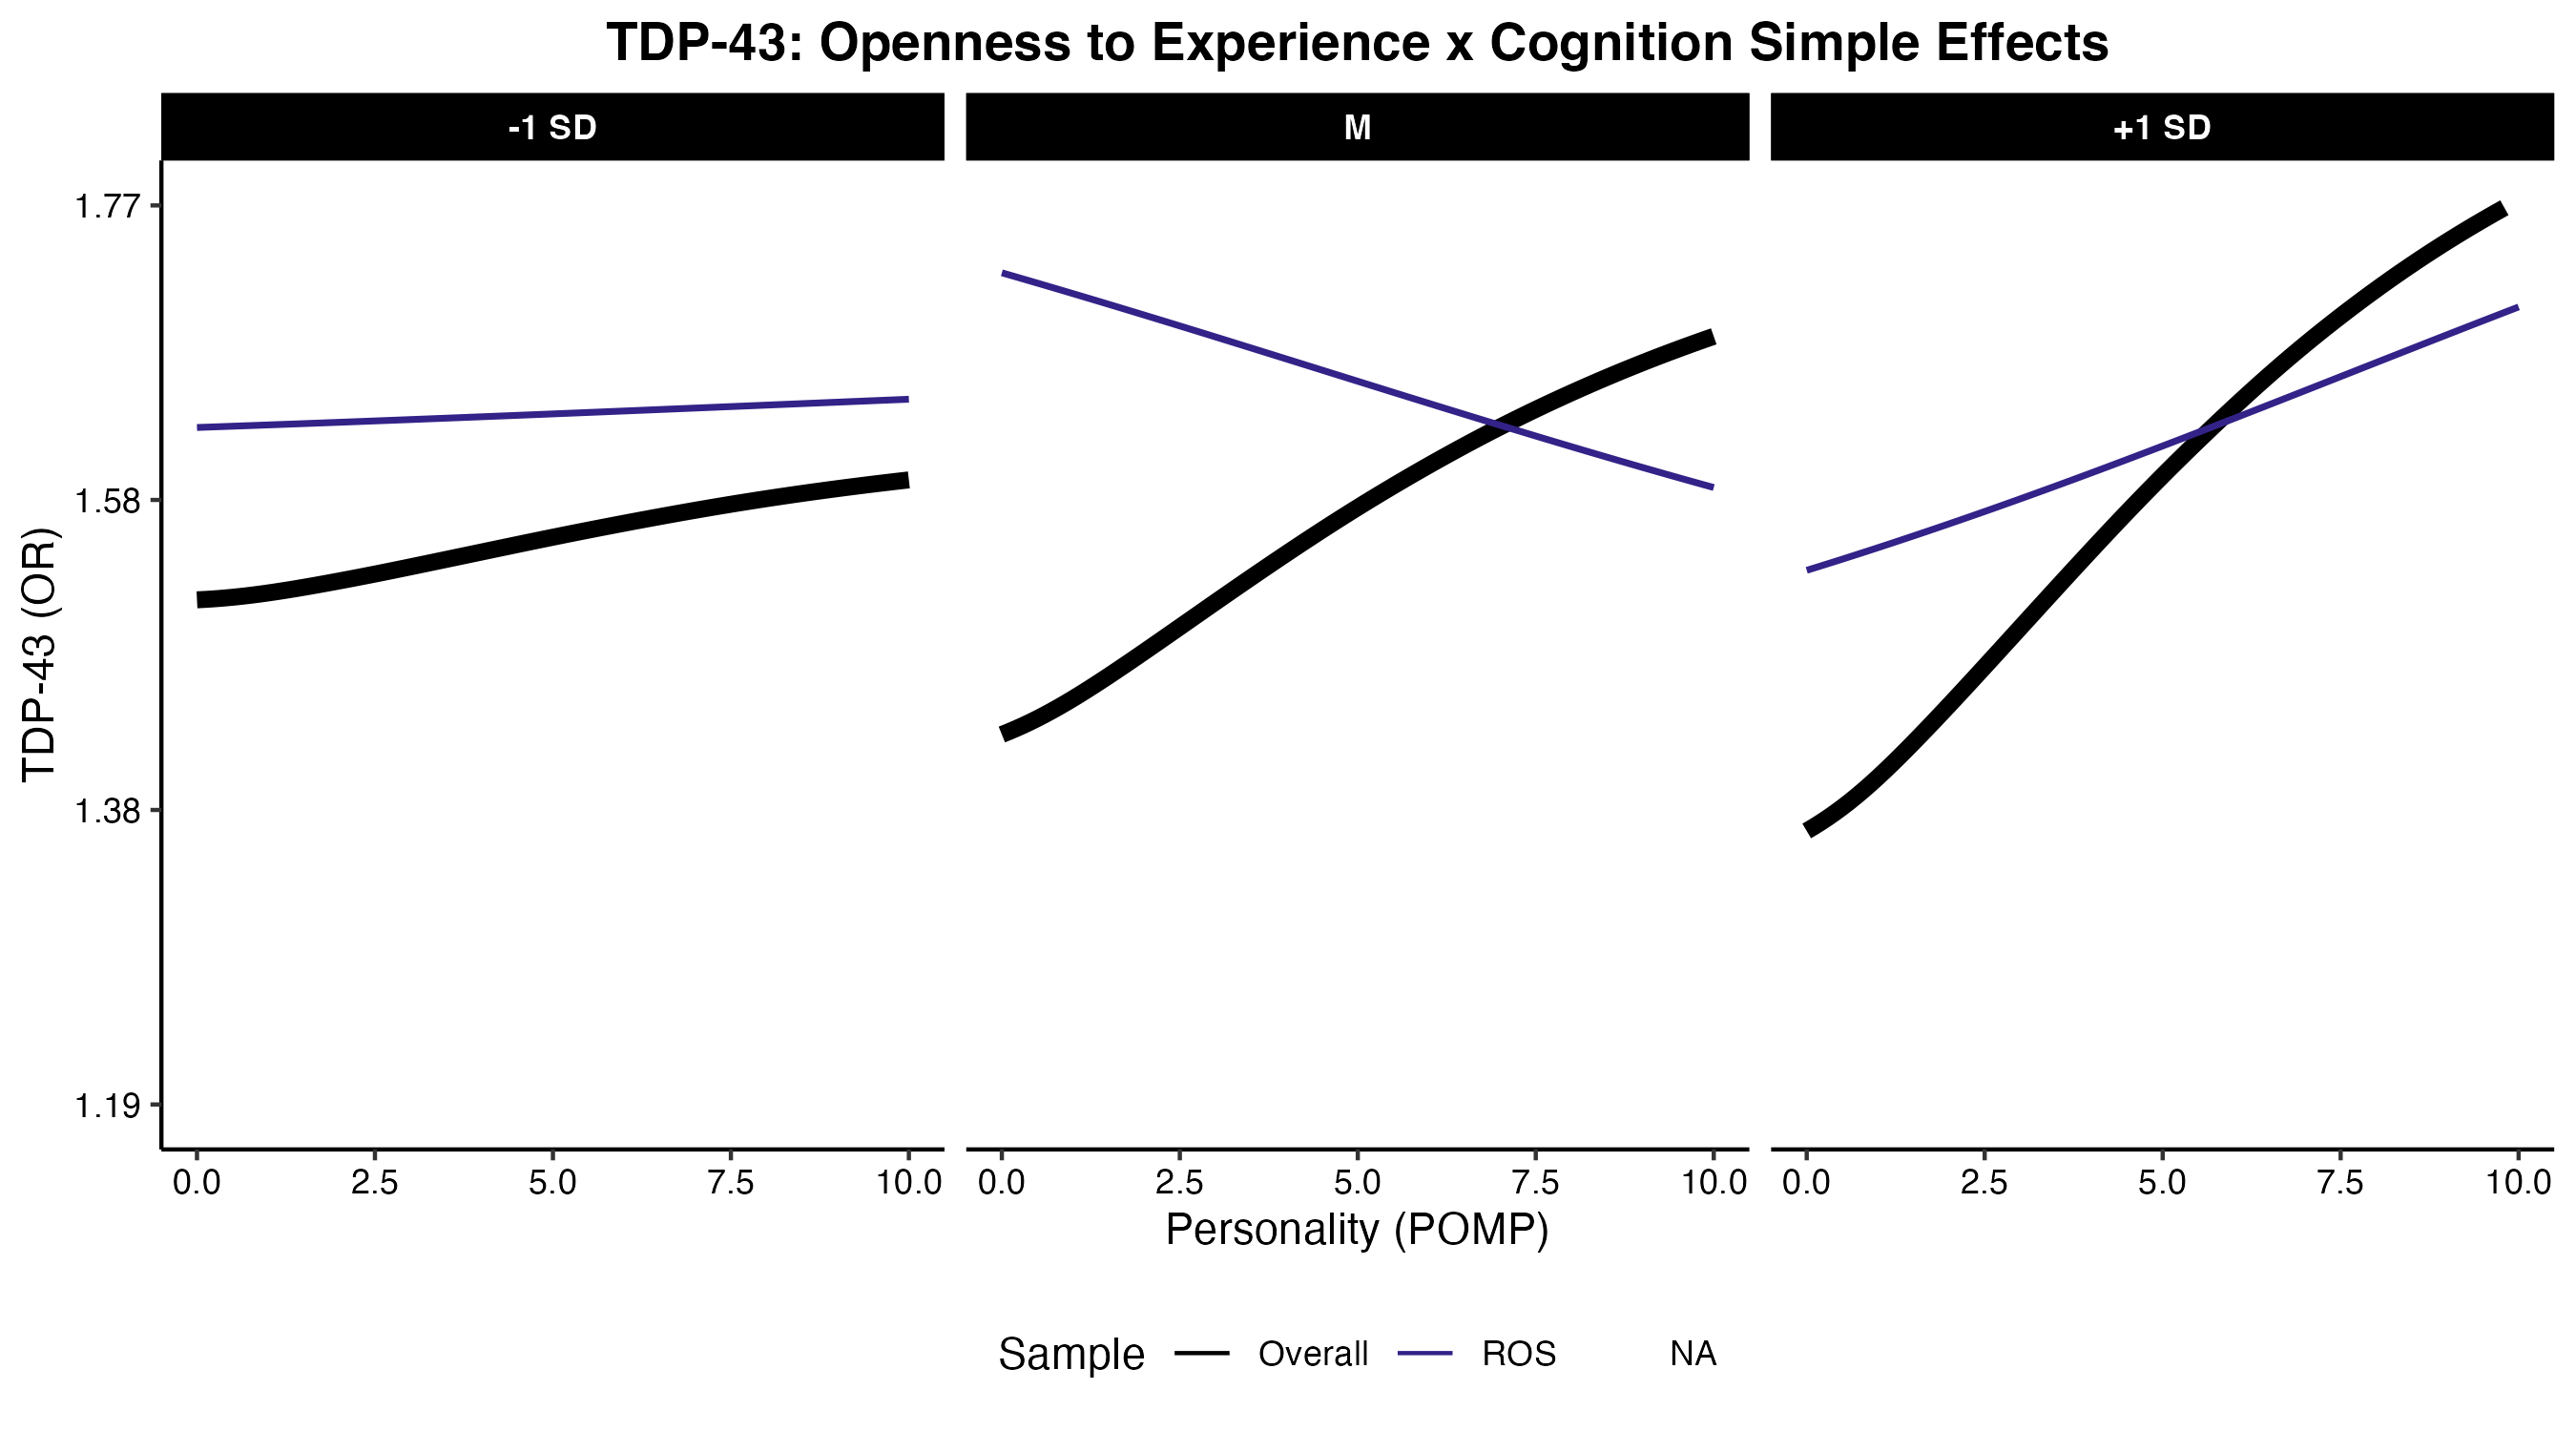 TDP-43: Openness to Experience x Cognition Simple Effects
-1 SD M +1 SD
TDP-43 (OR)
1.77
1.58
1.38
1.19
0.0 2.5 5.0 7.5 10.0 0.0 2.5 5.0 7.5 10.0 0.0 2.5 5.0 7.5 10.0
Personality (POMP)
Sample Overall ROS NA